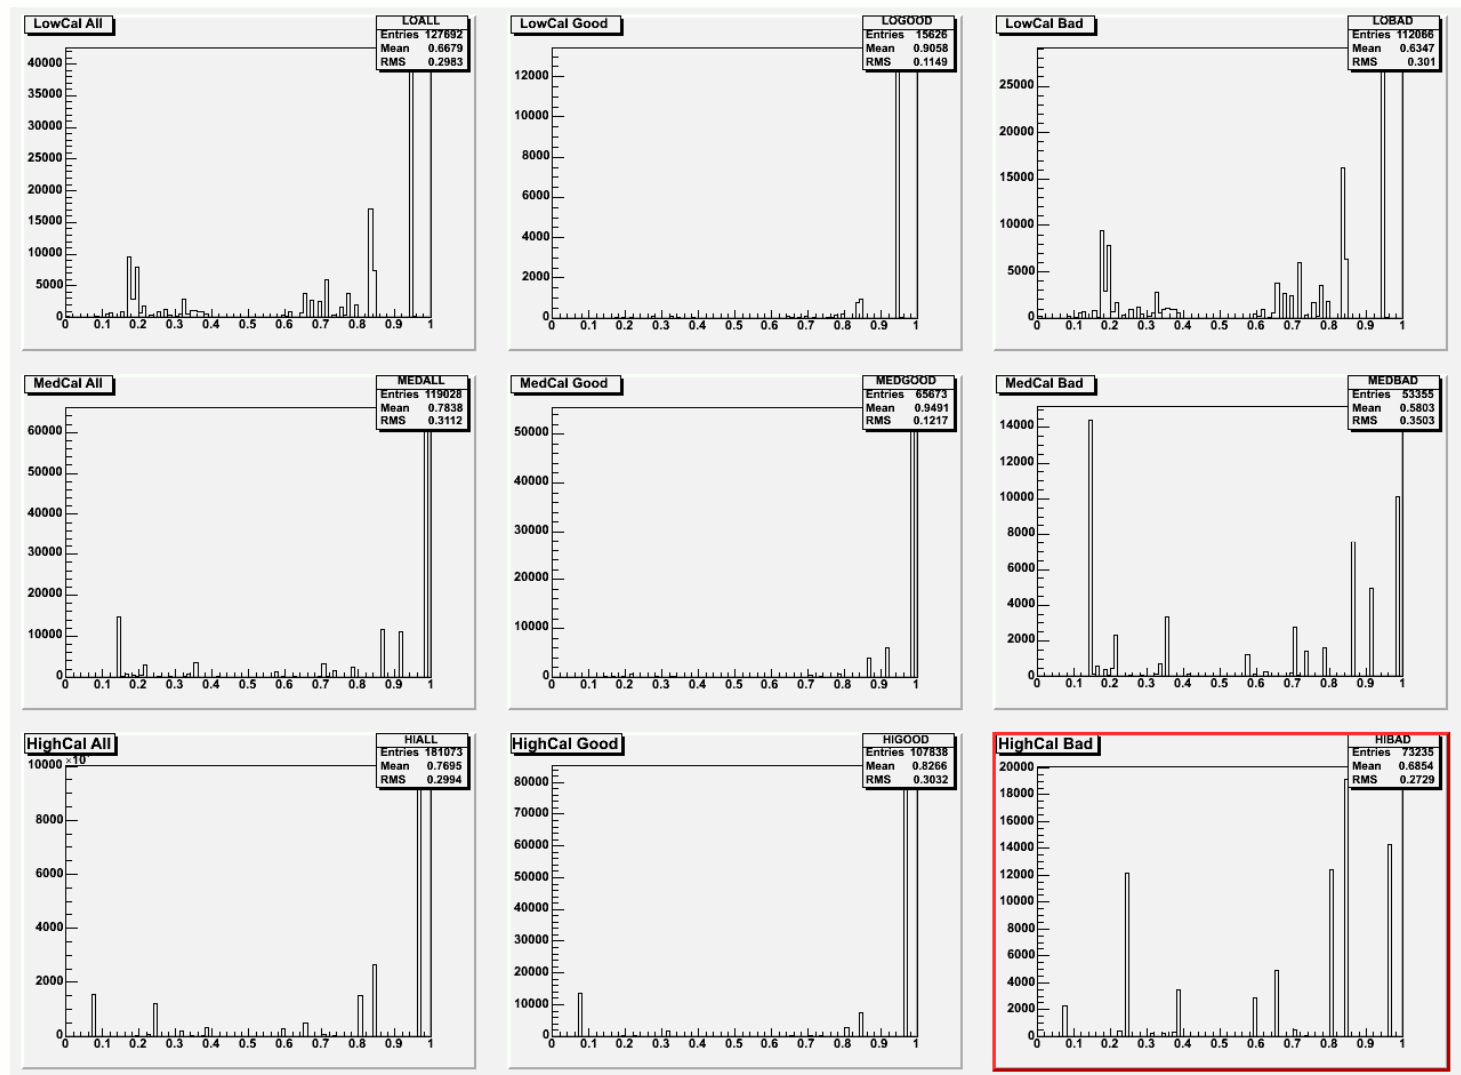 LowCal All
LOALL
Entries 127692
Mean 0.6679
RMS 0.2983
40000
35000
30000
25000
20000
15000
10000
5000
0
0 0.1 0.2 0.3 0.4 0.5 0.6 0.7 0.8 0.9 1
LowCal Good
LOGOOD
Entries 15626
Mean 0.9058
RMS 0.1149
12000
10000
8000
6000
4000
2000
0
0 0.1 0.2 0.3 0.4 0.5 0.6 0.7 0.8 0.9 1
LowCal Bad
LOBAD
Entries 112066
Mean 0.6347
RMS 0.301
25000
20000
15000
10000
5000
0
0 0.1 0.2 0.3 0.4 0.5 0.6 0.7 0.8 0.9 1
MedCal All
MEDALL
Entries 119028
Mean 0.7838
RMS 0.3112
60000
50000
40000
30000
20000
10000
0
0 0.1 0.2 0.3 0.4 0.5 0.6 0.7 0.8 0.9 1
MedCal Good
MEDGOOD
Entries 65673
Mean 0.9491
RMS 0.1217
50000
40000
30000
20000
10000
0
0 0.1 0.2 0.3 0.4 0.5 0.6 0.7 0.8 0.9 1
MedCal Bad
MEDBAD
Entries 53355
Mean 0.5803
RMS 0.3503
14000
12000
10000
8000
6000
4000
2000
0
0 0.1 0.2 0.3 0.4 0.5 0.6 0.7 0.8 0.9 1
HighCal All
HIALL
Entries 181073
Mean 0.7695
RMS 0.2994
×10
10000
8000
6000
4000
2000
0
0 0.1 0.2 0.3 0.4 0.5 0.6 0.7 0.8 0.9 1
HighCal Good
HIGOOD
Entries 107838
Mean 0.8266
RMS 0.3032
80000
70000
60000
50000
40000
30000
20000
10000
0
0 0.1 0.2 0.3 0.4 0.5 0.6 0.7 0.8 0.9 1
HighCal Bad
HIBAD
Entries 73235
Mean 0.6854
RMS 0.2729
20000
18000
16000
14000
12000
10000
8000
6000
4000
2000
0
0 0.1 0.2 0.3 0.4 0.5 0.6 0.7 0.8 0.9 1